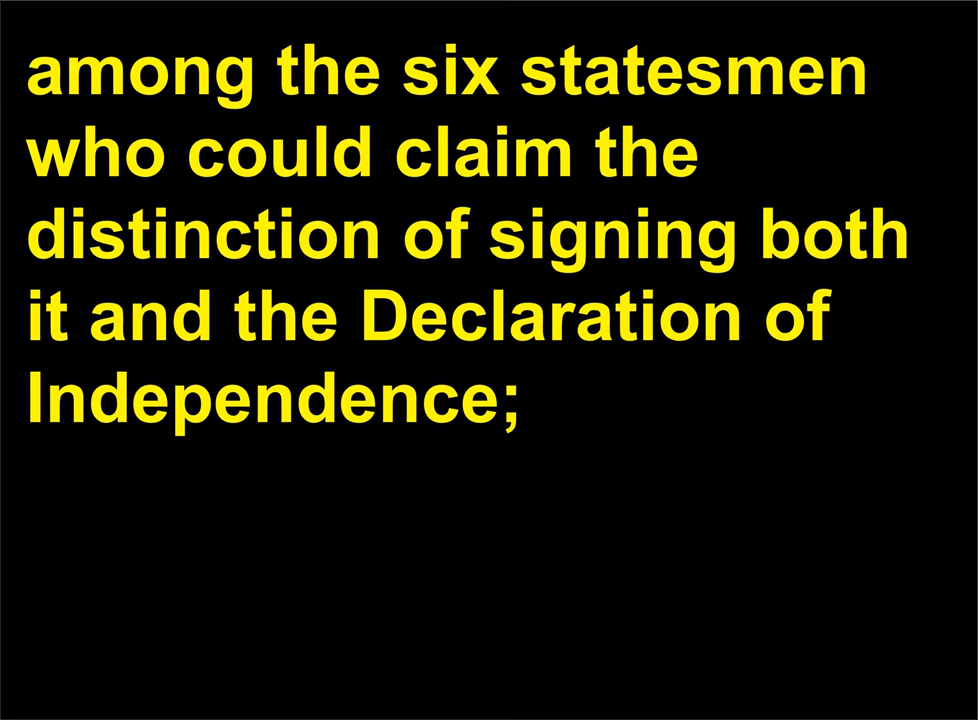 among the six statesmen
who could claim the
distinction of signing both
it and the Declaration of
Independence;